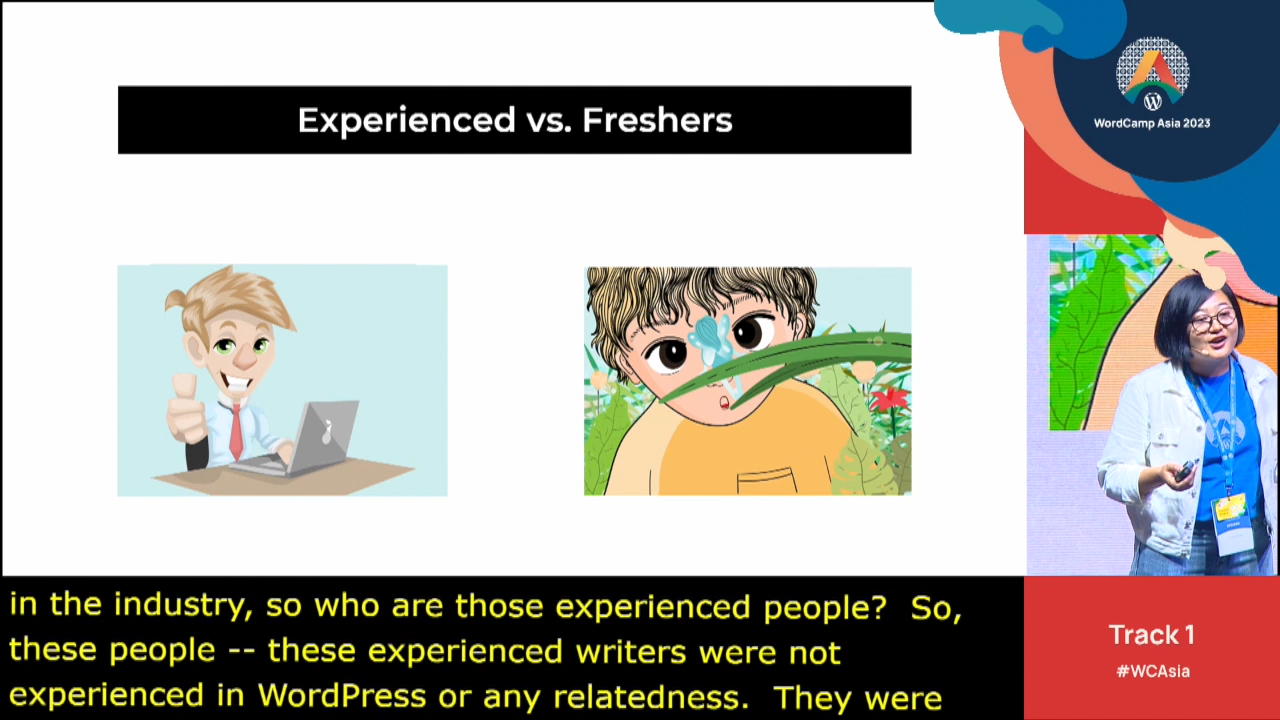 Experienced vs. Freshers
WordCamp Asia 2023
in the industry, so who are those experienced people?  So,
these people -- these experienced writers were not
experienced in WordPress or any relatedness.  They were
Track 1
#WCAsia